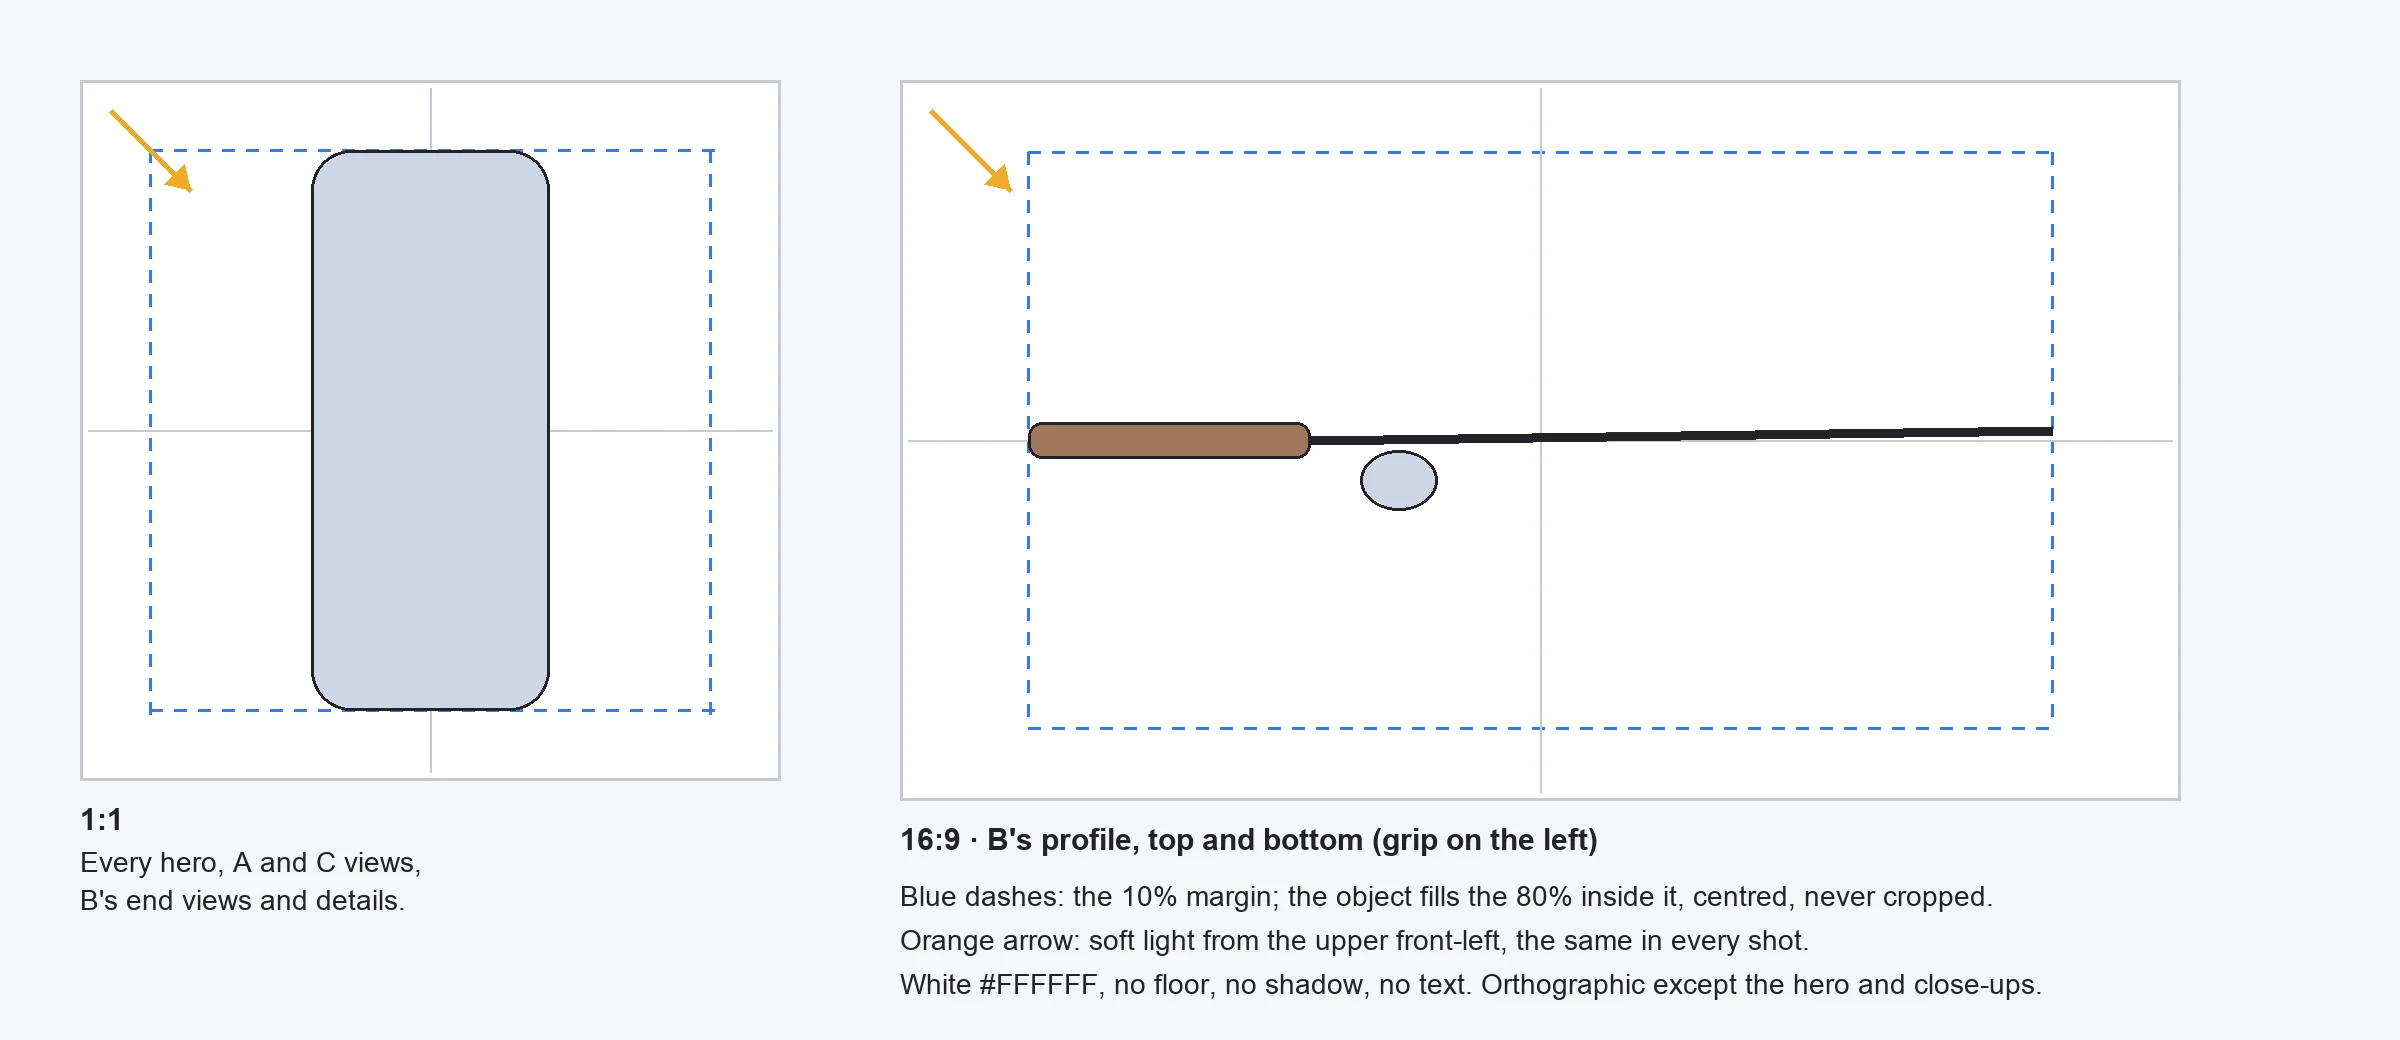 1:1
Every hero, A and C views,
B's end views and details.
16:9 · B's profile, top and bottom (grip on the left)
Blue dashes: the 10% margin; the object fills the 80% inside it, centred, never cropped.
Orange arrow: soft light from the upper front-left, the same in every shot.
White #FFFFFF, no floor, no shadow, no text. Orthographic except the hero and close-ups.